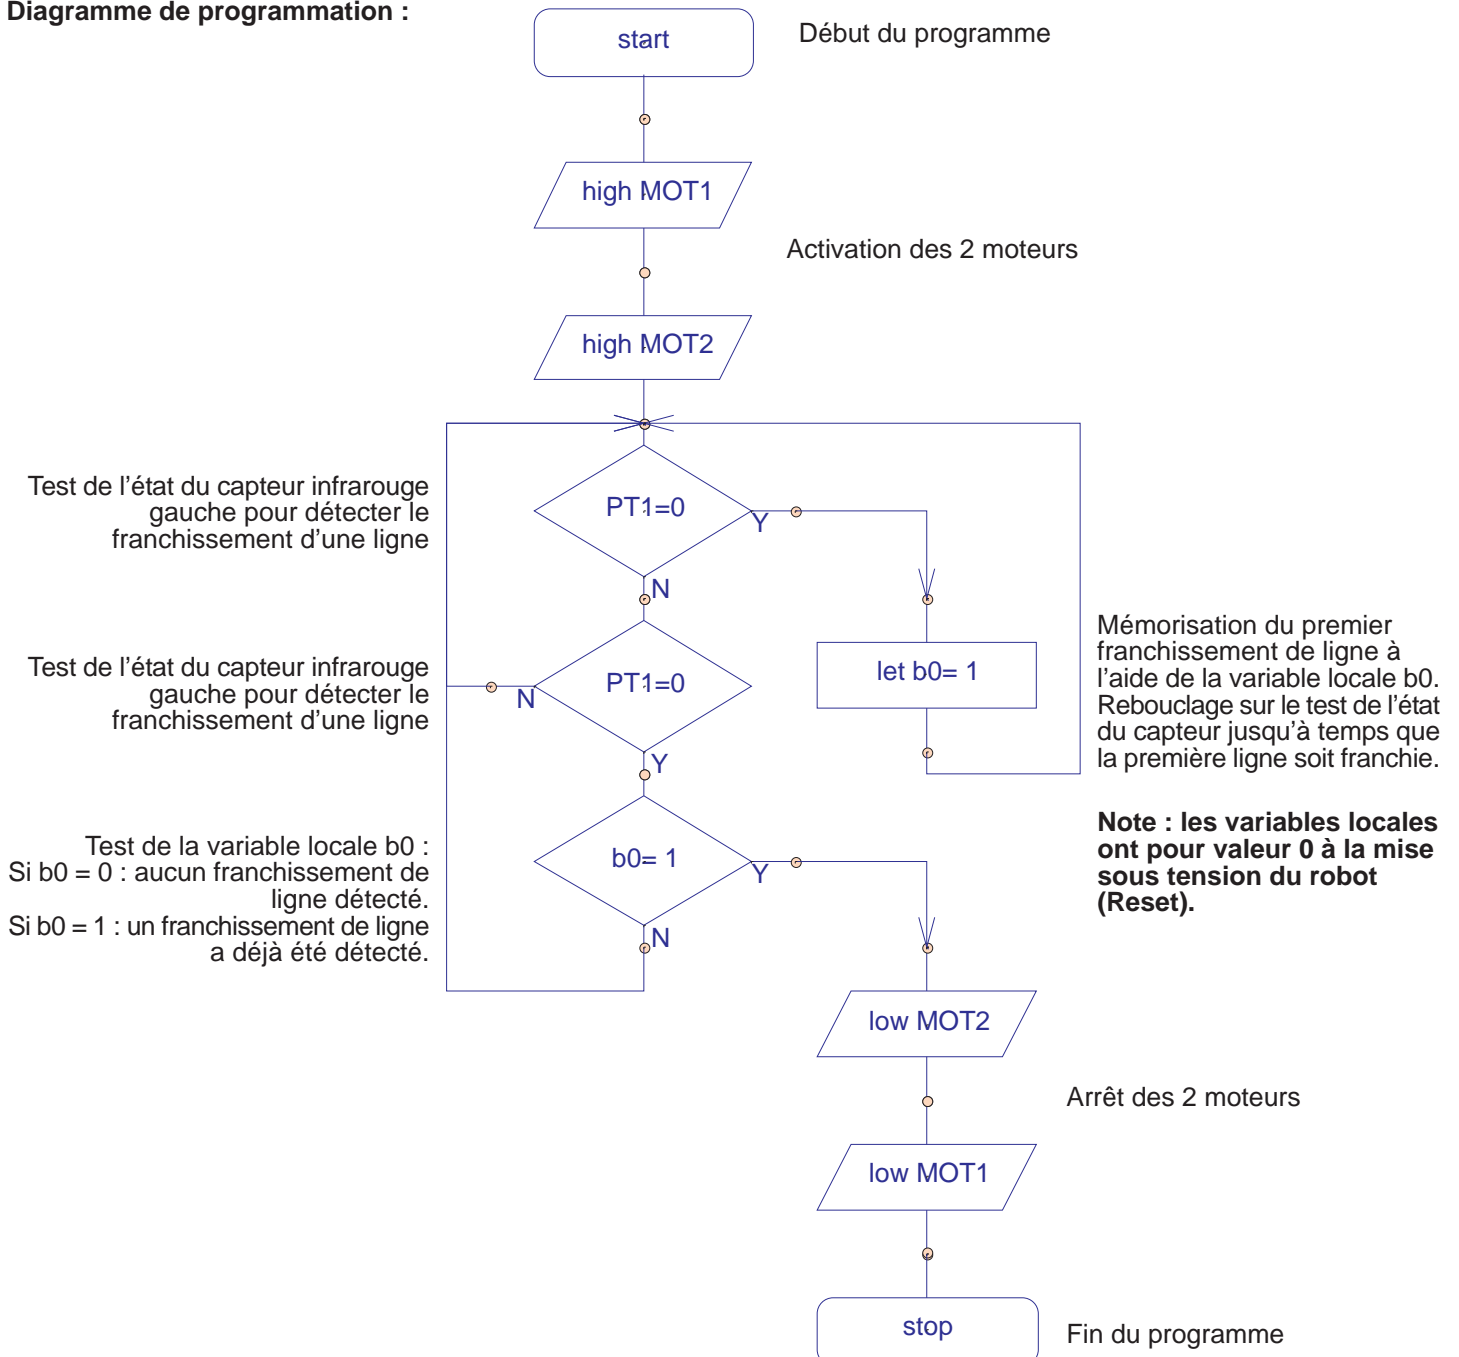 Diagramme de programmation :
start
Début du programme
high MOT1
Activation des 2 moteurs
high MOT2
Test de l'état du capteur infrarouge
gauche pour détecter le
franchissement d'une ligne
PT1=0
Y
N
Test de l'état du capteur infrarouge
gauche pour détecter le
franchissement d'une ligne
PT1=0
N
Y
let b0= 1
Mémorisation du premier
franchissement de ligne à
l'aide de la variable locale b0.
Rebouclage sur le test de l'état
du capteur jusqu'à temps que
la première ligne soit franchie.
Note : les variables locales
ont pour valeur 0 à la mise
sous tension du robot
(Reset).
Test de la variable locale b0 :
Si b0 = 0 : aucun franchissement de
ligne détecté.
Si b0 = 1 : un franchissement de ligne
a déjà été détecté.
b0= 1
Y
N
low MOT2
Arrêt des 2 moteurs
low MOT1
stop
Fin du programme